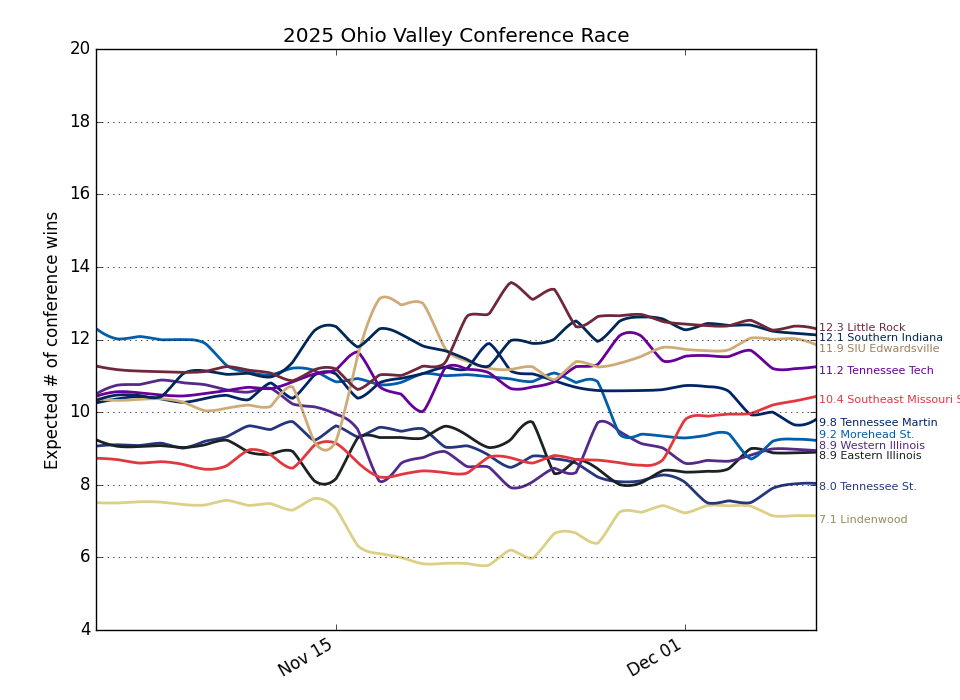 2025 Ohio Valley Conference Race
Expected # of conference wins
20
18
16
14
12
10
8
6
4
Nov 15
Dec 01
12.3 Little Rock
12.1 Southern Indiana
11.9 SIU Edwardsville
11.2 Tennessee Tech
10.4 Southeast Missouri S
9.8 Tennessee Martin
9.2 Morehead St.
8.9 Western Illinois
8.9 Eastern Illinois
8.0 Tennessee St.
7.1 Lindenwood